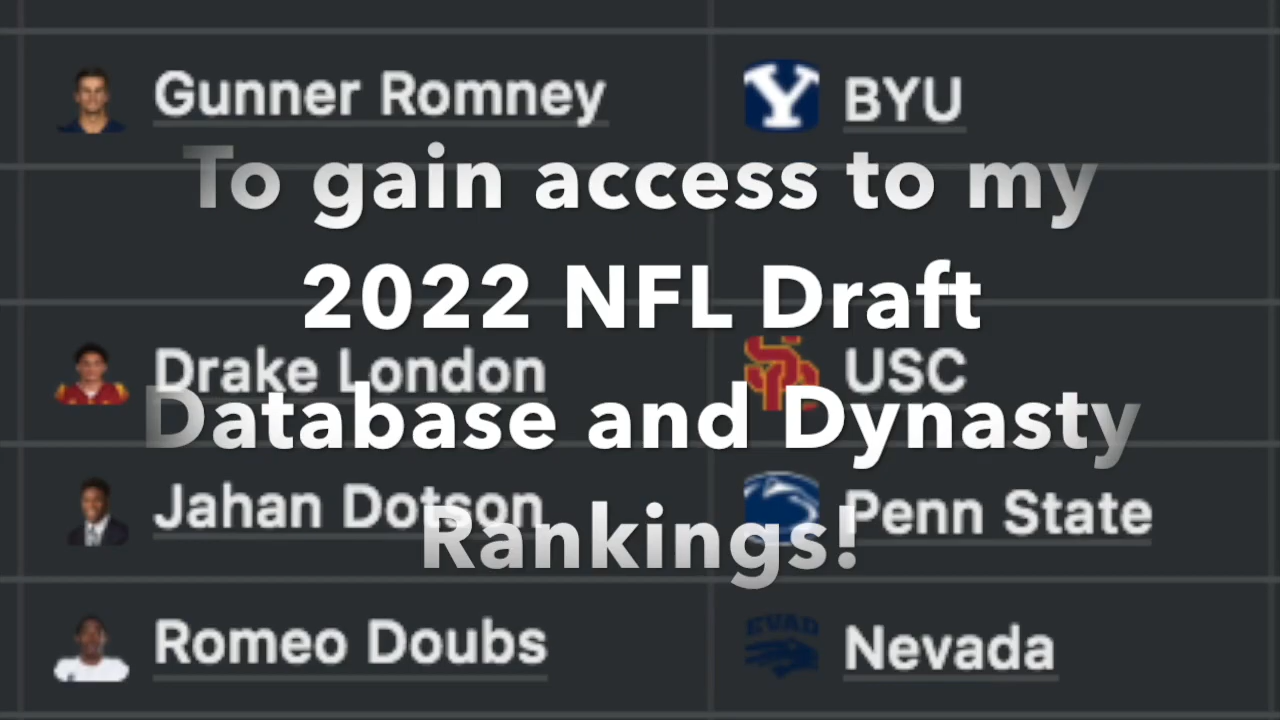 Gunner Romney BYU
To gain access to my
2022 NFL Draft
Drake London USC
Database and Dynasty
Jahan Dotson Penn State
Rankings!
Romeo Doubs Nevada